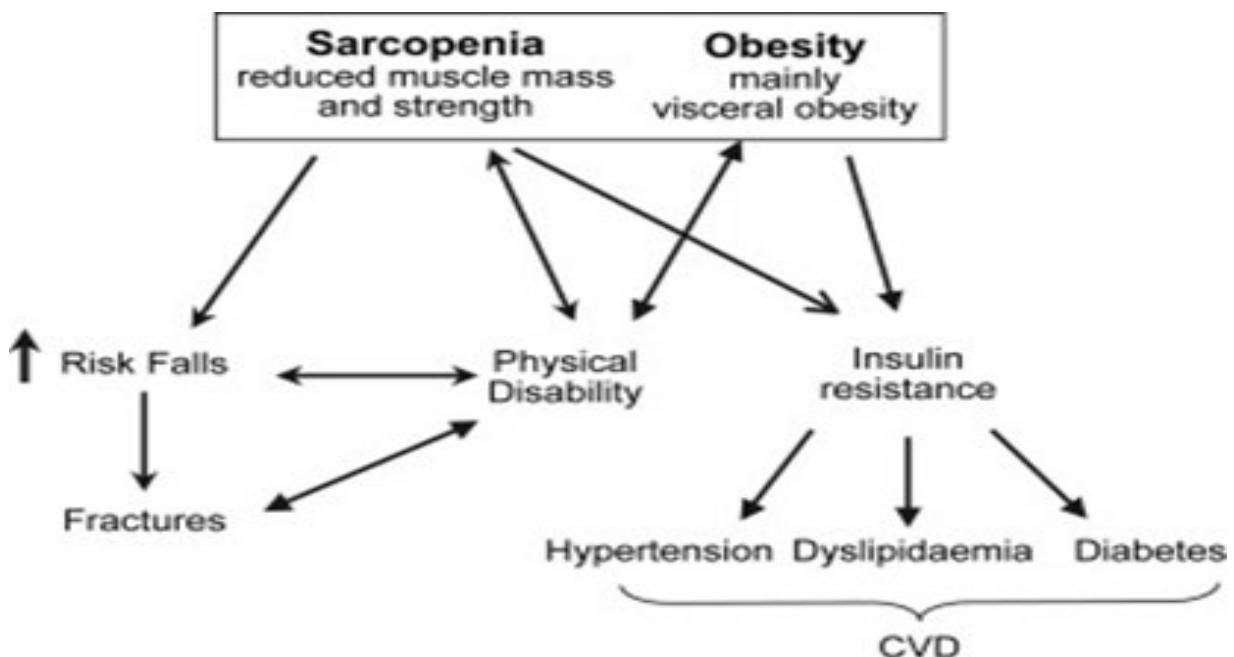 Sarcopenia
reduced muscle mass
and strength
Obesity
mainly
visceral obesity
Risk Falls
Physical
Disability
Insulin
resistance
Fractures
Hypertension
Dyslipidaemia
Diabetes
CVD